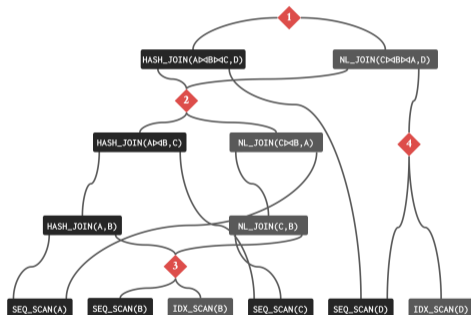 1
HASH_JOIN(A⋈B⋈C,D) NL_JOIN(C⋈B⋈A,D)
2
HASH_JOIN(A⋈B,C) NL_JOIN(C⋈B,A) 4
HASH_JOIN(A,B) NL_JOIN(C,B)
3
SEQ_SCAN(A) SEQ_SCAN(B) IDX_SCAN(B) SEQ_SCAN(C) SEQ_SCAN(D) IDX_SCAN(D)